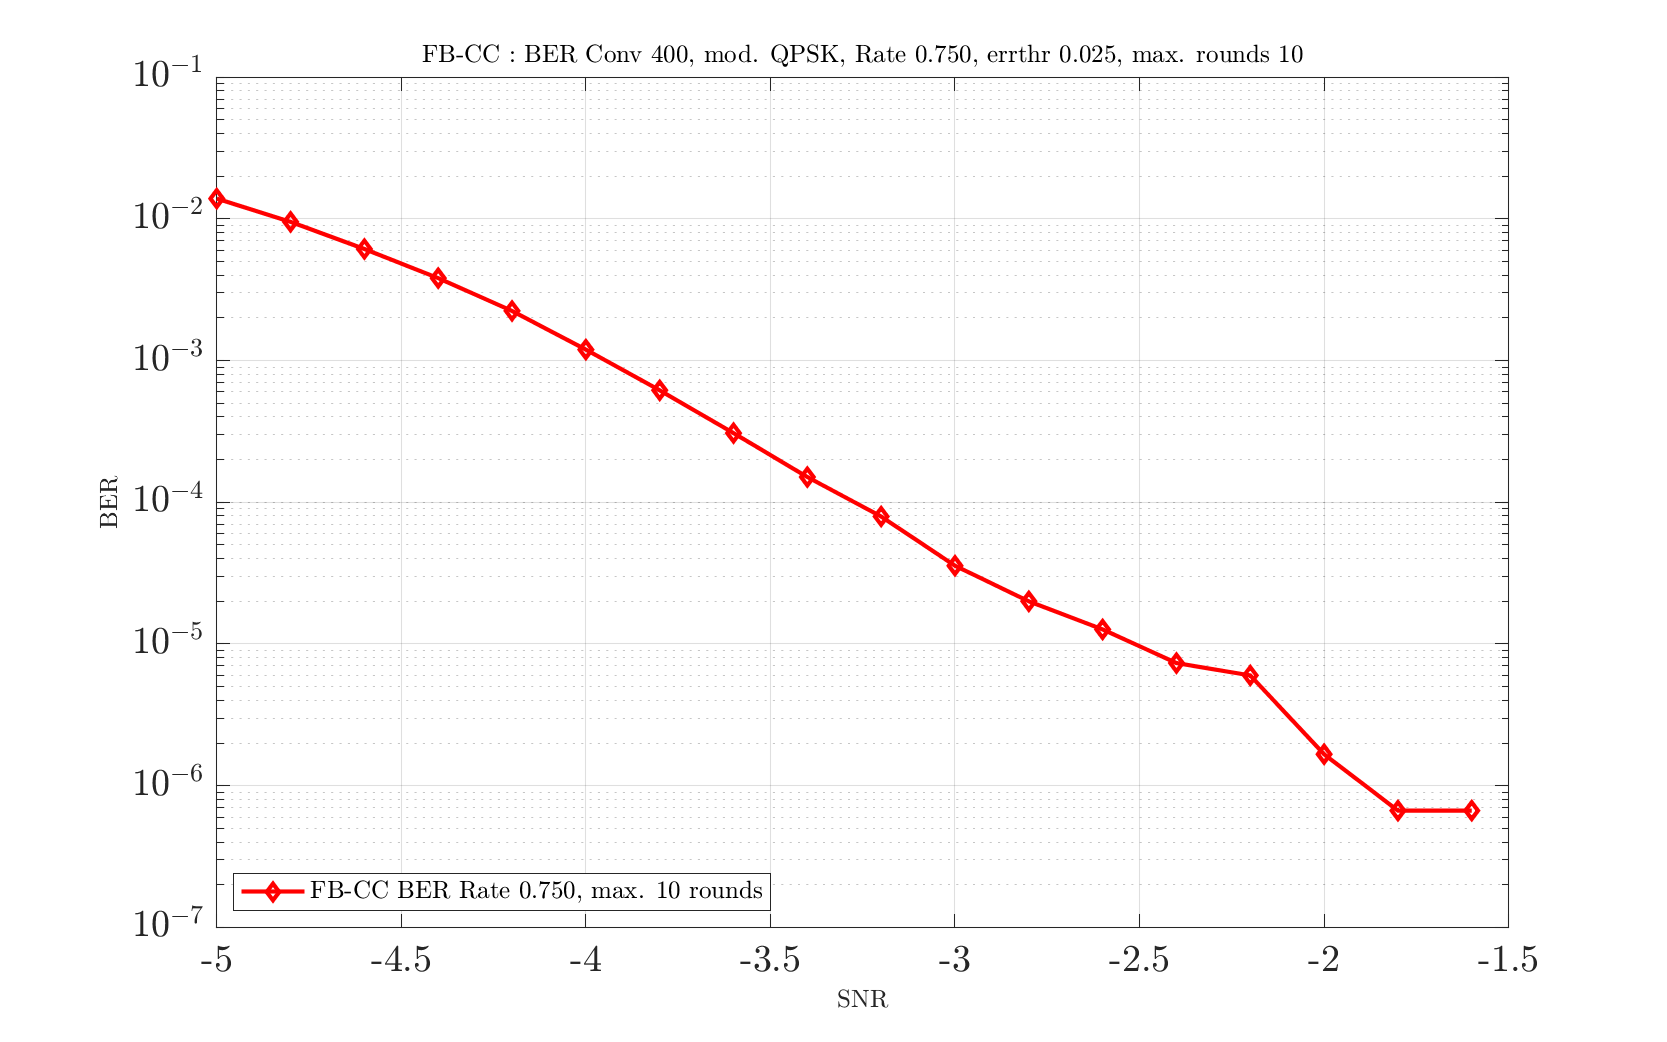 FB-CC : BER Conv 400, mod. QPSK, Rate 0.750, errthr 0.025, max. rounds 10
10^{-1}
10^{-2}
10^{-3}
10^{-4}
10^{-5}
10^{-6}
10^{-7}
BER
FB-CC BER Rate 0.750, max. 10 rounds
-5 -4.5 -4 -3.5 -3 -2.5 -2 -1.5
SNR